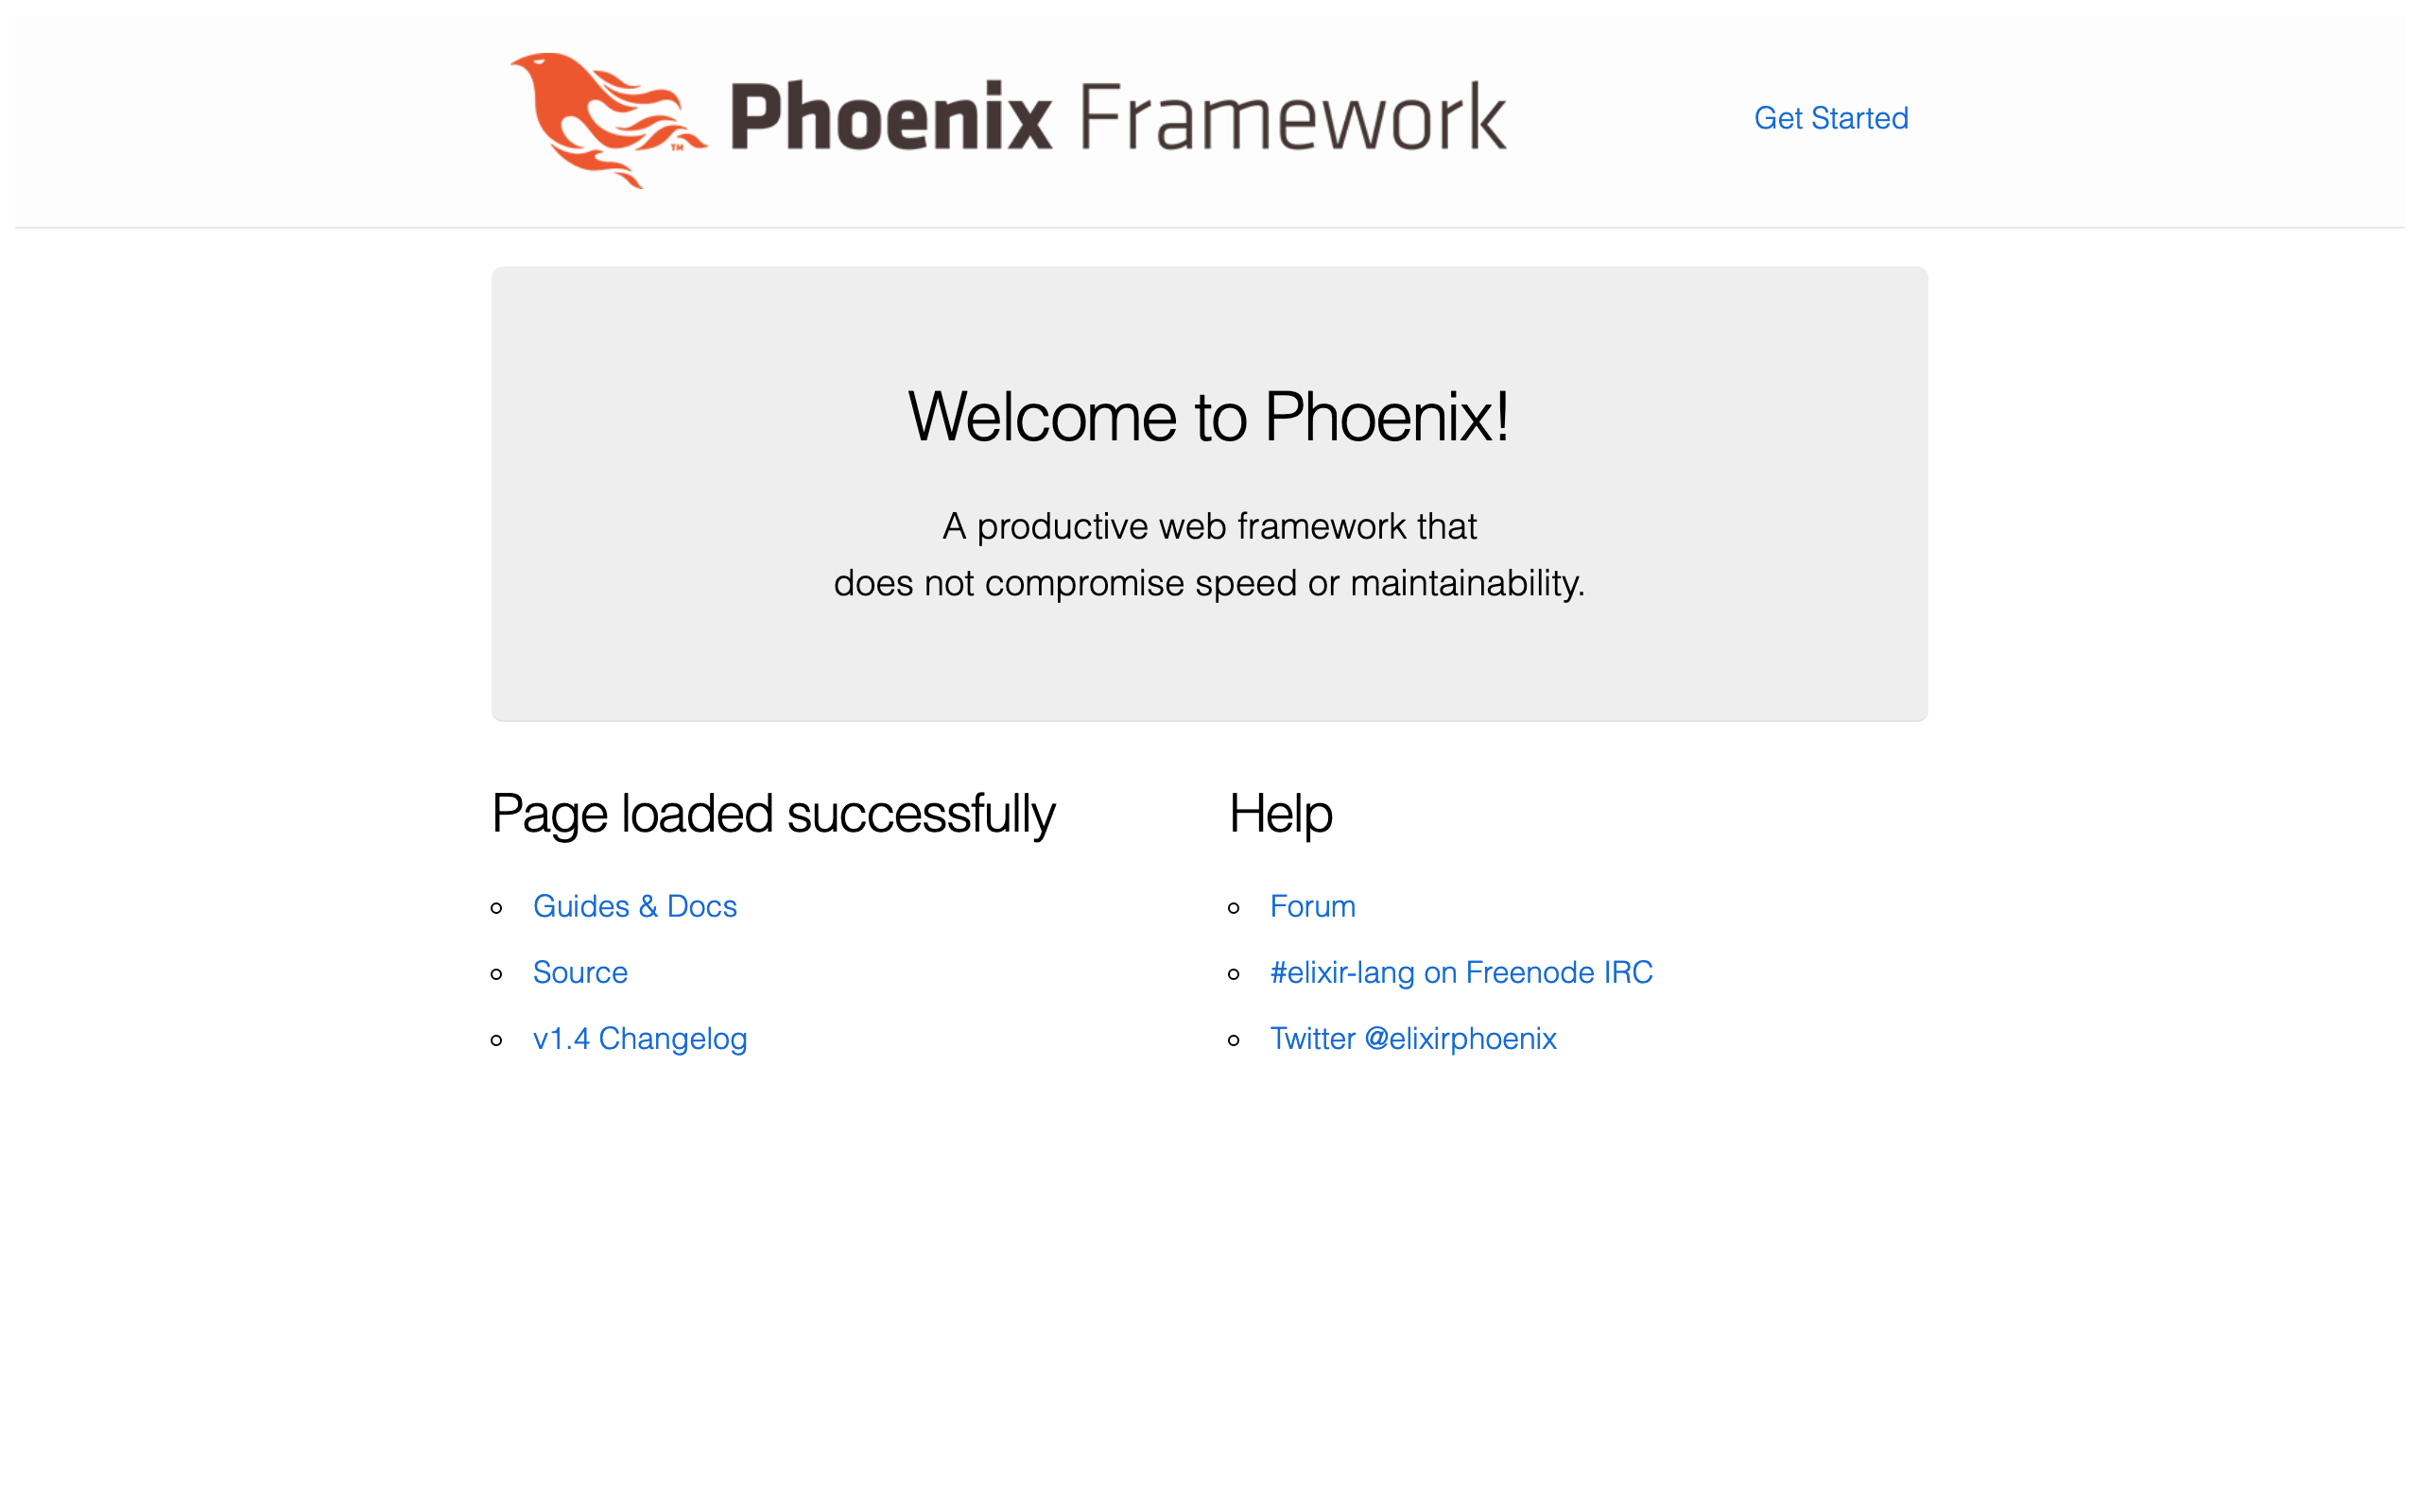 Phoenix Framework
TM
Get Started
Welcome to Phoenix!
A productive web framework that
does not compromise speed or maintainability.
Page loaded successfully
Guides & Docs
Source
v1.4 Changelog
Help
Forum
#elixir-lang on Freenode IRC
Twitter @elixirphoenix